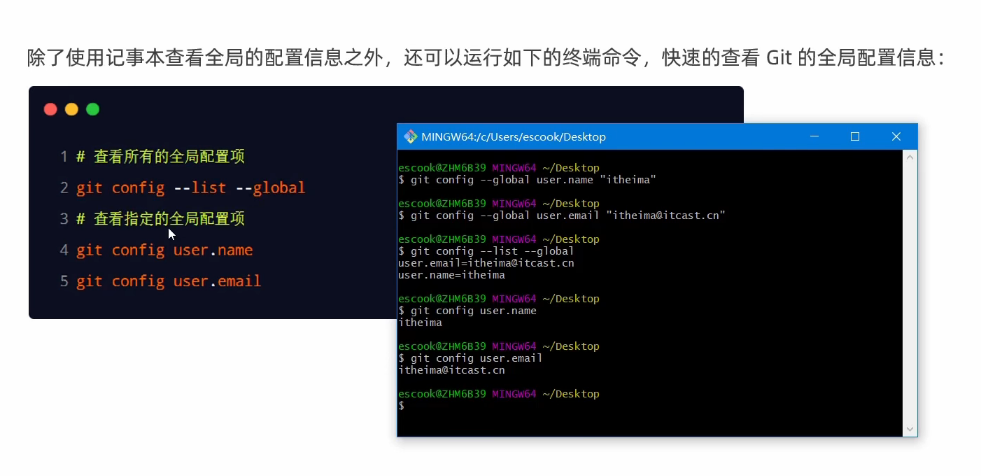 除了使用记事本查看全局的配置信息之外，还可以运行如下的终端命令，快速的查看 Git 的全局配置信息：
1 # 查看所有的全局配置项
2 git config --list --global
3 # 查看指定的全局配置项
4 git config user.name
5 git config user.email
MINGW64:/c/Users/escook/Desktop
escook@ZHM6B39 MINGW64 ~/Desktop
$ git config --global user.name "itheima"
escook@ZHM6B39 MINGW64 ~/Desktop
$ git config --global user.email "itheima@itcast.cn"
escook@ZHM6B39 MINGW64 ~/Desktop
$ git config --list --global
user.email=itheima@itcast.cn
user.name=itheima
escook@ZHM6B39 MINGW64 ~/Desktop
$ git config user.name
itheima
escook@ZHM6B39 MINGW64 ~/Desktop
$ git config user.email
itheima@itcast.cn
escook@ZHM6B39 MINGW64 ~/Desktop
$